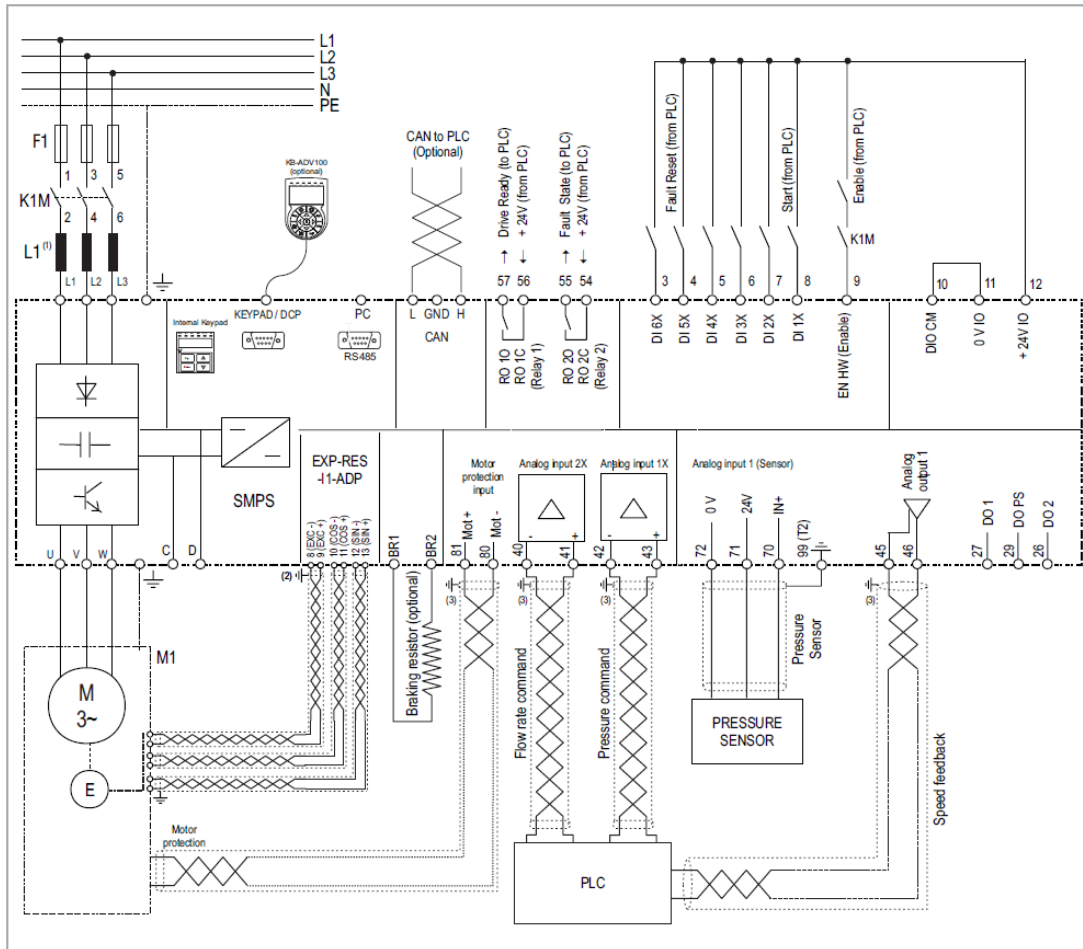 L1
L2
L3
N
PE
F1
1 3 5
K1M
2 4 6
L1 (1)
L1 L2 L3
KB-ADV100
(optional)
CAN to PLC
(Optional)
Drive Ready (to PLC)
+ 24V (from PLC)
Fault State (to PLC)
+ 24V (from PLC)
Fault Reset (from PLC)
Start (from PLC)
Enable (from PLC)
K1M
57 56 55 54
3 4 5 6 7 8 9 10 11 12
Internal Keypad
KEYPAD / DCP
PC
RS485
L GND H
CAN
RO 1O
RO 1C
(Relay 1)
RO 2O
RO 2C
(Relay 2)
DI 6X
DI 5X
DI 4X
DI 3X
DI 2X
DI 1X
EN HW (Enable)
DIO CM
0 V IO
+ 24V IO
SMPS
EXP-RES
-I1-ADP
8 (EXC -)
9 (EXC +)
10 (COS -)
11 (COS +)
12 (SIN -)
13 (SIN +)
Motor
protection
input
Mot +
Mot -
81 80
Analog input 2X
- +
40 41
Analog input 1X
- +
42 43
Analog input 1 (Sensor)
0 V
24V
IN+
72 71 70
99 (T2)
Analog
output 1
45 46
DO 1
DO PS
DO 2
27 29 26
U V W
C D
(2)
BR1 BR2
(3)
(3)
(3)
(3)
Braking resistor (optional)
M1
M
3~
E
Flow rate command
Pressure command
Pressure
Sensor
PRESSURE
SENSOR
Speed feedback
Motor
protection
PLC